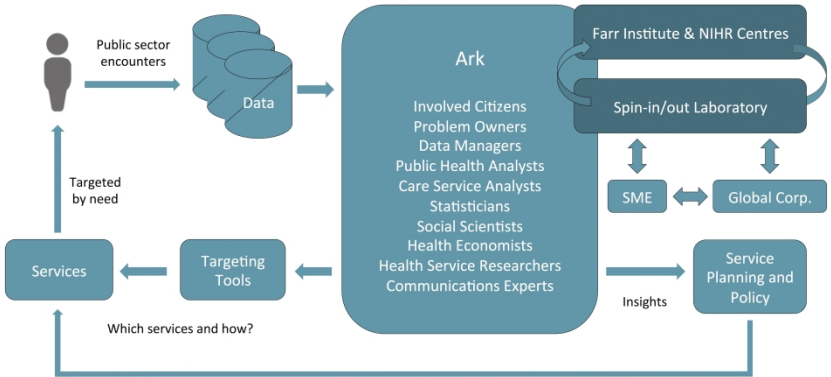 Public sector
encounters
Data
Targeted
by need
Services
Targeting
Tools
Which services and how?
Ark
Involved Citizens
Problem Owners
Data Managers
Public Health Analysts
Care Service Analysts
Statisticians
Social Scientists
Health Economists
Health Service Researchers
Communications Experts
Farr Institute & NIHR Centres
Spin-in/out Laboratory
SME
Global Corp.
Insights
Service
Planning and
Policy